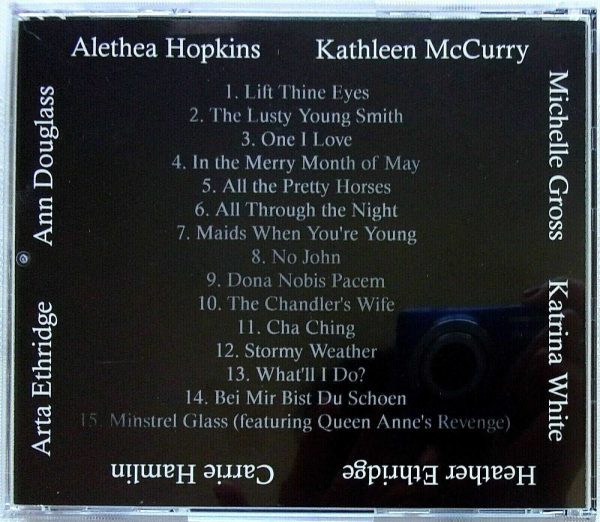 Alethea Hopkins
Kathleen McCurry
Michelle Gross
Katrina White
Heather Ethridge
Carrie Hamlin
Arta Ethridge
Ann Douglass
1. Lift Thine Eyes
2. The Lusty Young Smith
3. One I Love
4. In the Merry Month of May
5. All the Pretty Horses
6. All Through the Night
7. Maids When You're Young
8. No John
9. Dona Nobis Pacem
10. The Chandler's Wife
11. Cha Ching
12. Stormy Weather
13. What'll I Do?
14. Bei Mir Bist Du Schoen
15. Minstrel Glass (featuring Queen Anne's Revenge)